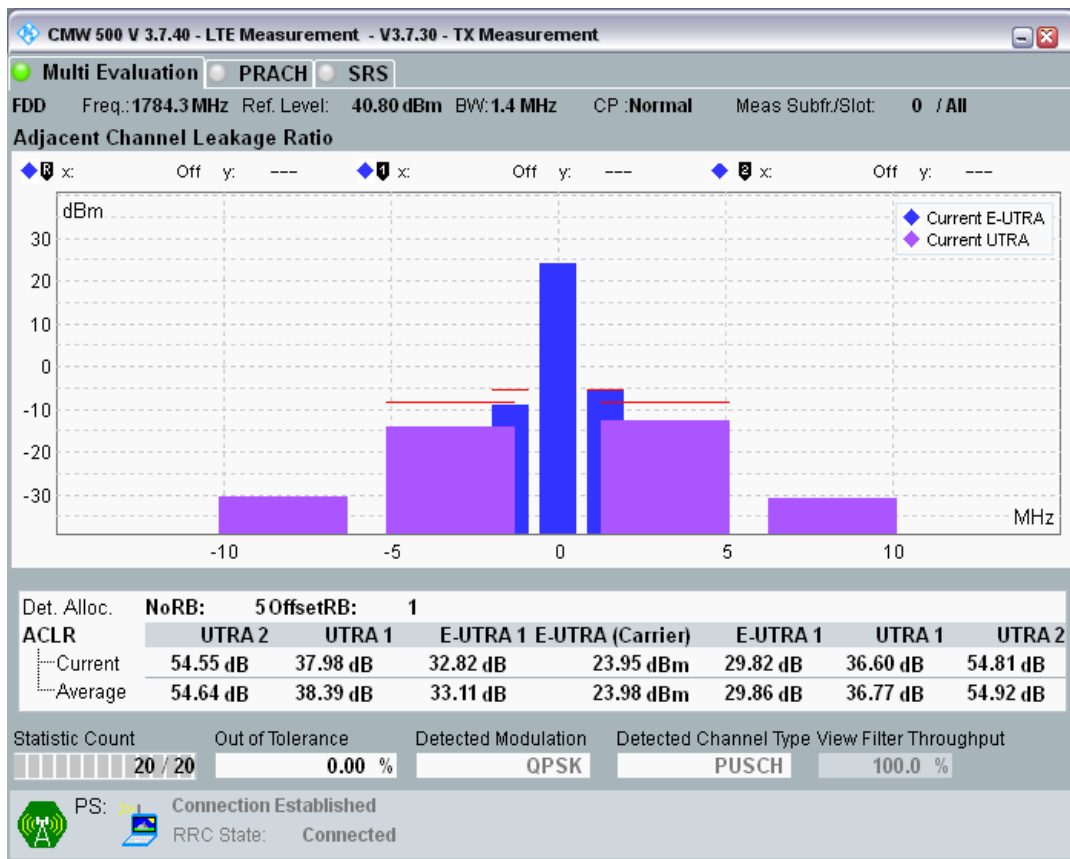 CMW 500 V 3.7.40 - LTE Measurement - V3.7.30 - TX Measurement
Multi Evaluation PRACH SRS
FDD Freq.: 1784.3 MHz Ref. Level: 40.80 dBm BW: 1.4 MHz CP :Normal Meas Subfr./Slot: 0 / All
Adjacent Channel Leakage Ratio
R x: Off y: --- 1 x: Off y: --- 2 x: Off y: ---
dBm
Current E-UTRA
Current UTRA
30
20
10
0
-10
-20
-30
MHz
-10 -5 0 5 10
Det. Alloc. NoRB: 5 OffsetRB: 1
ACLR UTRA 2 UTRA 1 E-UTRA 1 E-UTRA (Carrier) E-UTRA 1 UTRA 1 UTRA 2
Current 54.55 dB 37.98 dB 32.82 dB 23.95 dBm 29.82 dB 36.60 dB 54.81 dB
Average 54.64 dB 38.39 dB 33.11 dB 23.98 dBm 29.86 dB 36.77 dB 54.92 dB
Statistic Count Out of Tolerance Detected Modulation Detected Channel Type View Filter Throughput
20 / 20 0.00 % QPSK PUSCH 100.0 %
PS: Connection Established
RRC State: Connected